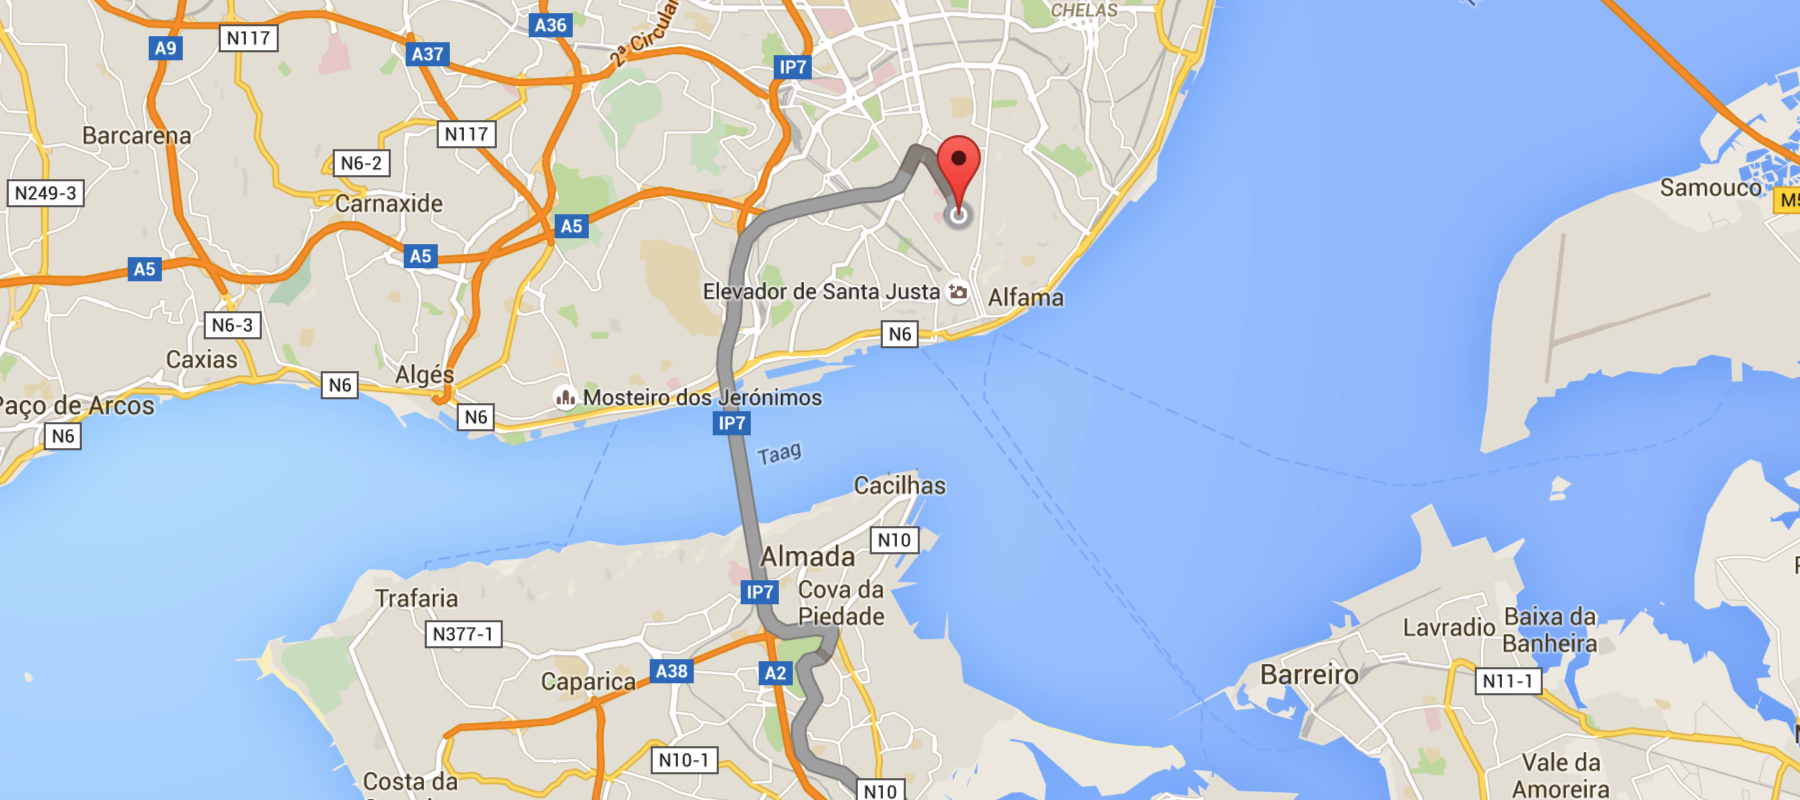 CHELAS
A36
N117
A9
A37
2ª Circular
IP7
Barcarena
N117
N6-2
N249-3
Carnaxide
Samouco
A5
A5
A5
Elevador de Santa Justa
Alfama
N6-3
N6
Caxias
Algés
N6
Paço de Arcos
Mosteiro dos Jerónimos
N6
N6
IP7
Taag
Cacilhas
N10
Almada
IP7
Cova da
Piedade
Trafaria
N377-1
Lavradio
Baixa da
Banheira
A38
A2
Caparica
Barreiro
N11-1
N10-1
Costa da
N10
Vale da
Amoreira